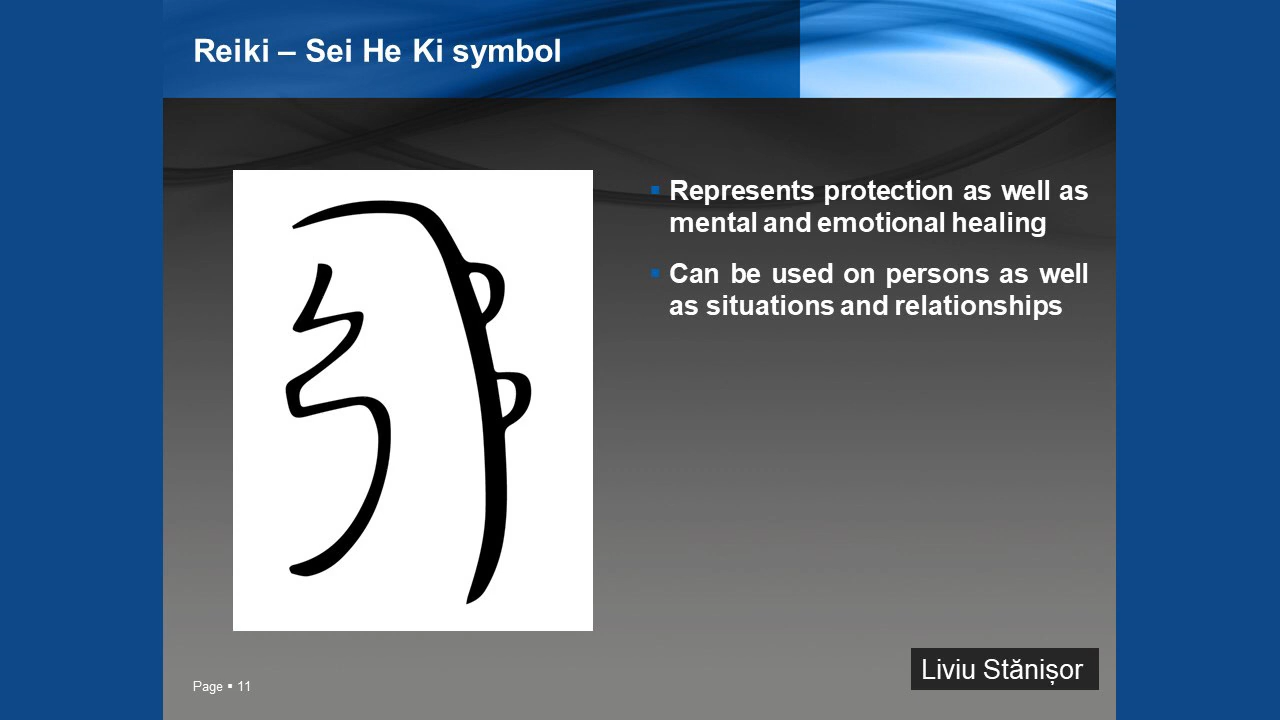 Reiki – Sei He Ki symbol
▪ Represents protection as well as
mental and emotional healing
▪ Can be used on persons as well
as situations and relationships
Liviu Stănișor
Page ▪ 11